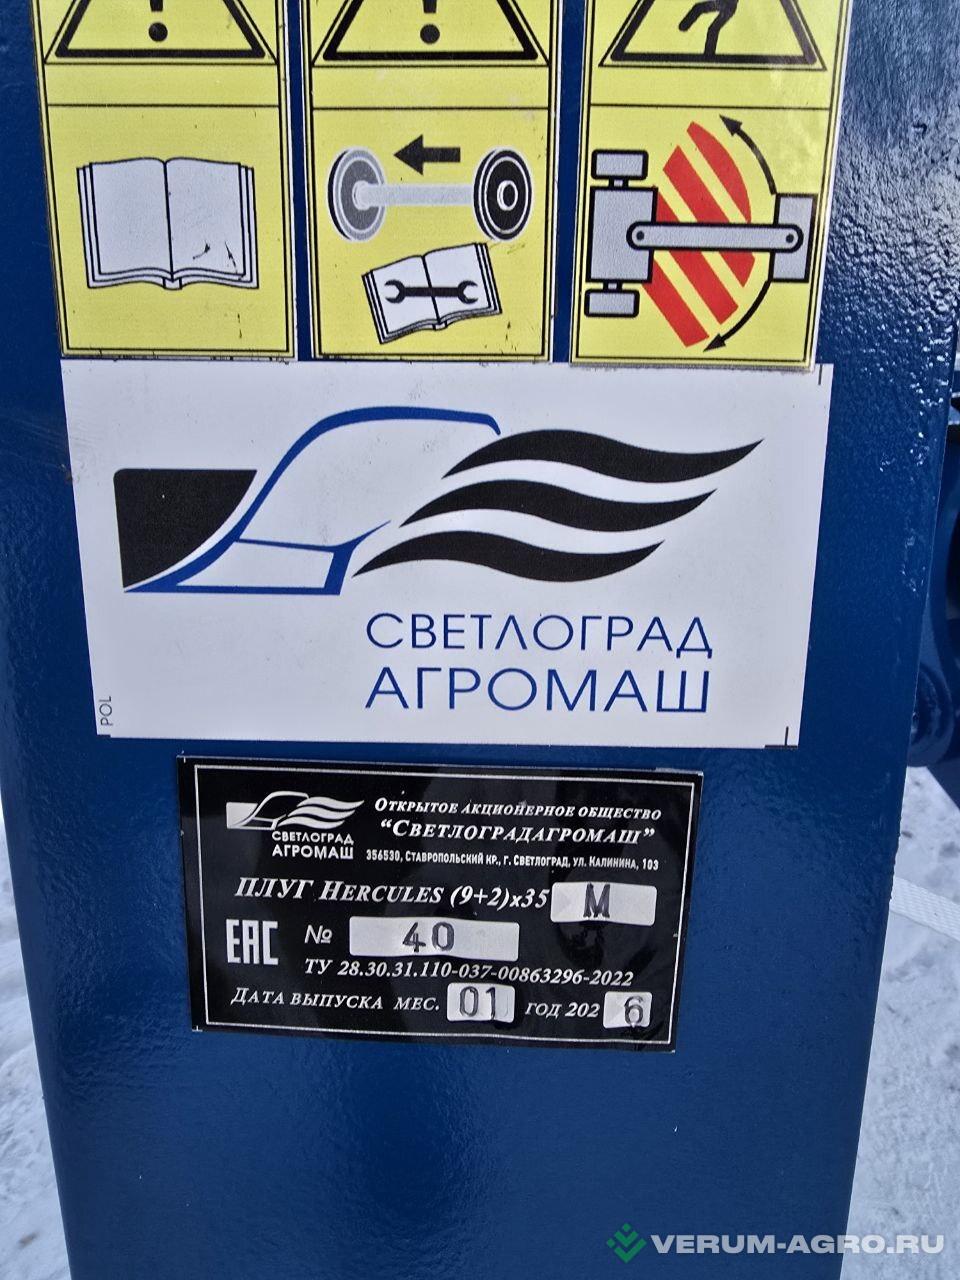 СВЕТЛОГРАД
АГРОМАШ
POL
СВЕТЛОГРАД
АГРОМАШ
ОТКРЫТОЕ АКЦИОНЕРНОЕ ОБЩЕСТВО
“СВЕТЛОГРАДАГРОМАШ”
356530, СТАВРОПОЛЬСКИЙ КР., Г. СВЕТЛОГРАД, УЛ. КАЛИНИНА, 103
ПЛУГ HERCULES (9+2)х35 М
ЕАС № 40
ТУ 28.30.31.110-037-00863296-2022
ДАТА ВЫПУСКА МЕС. 01 ГОД 202 6
VERUM-AGRO.RU